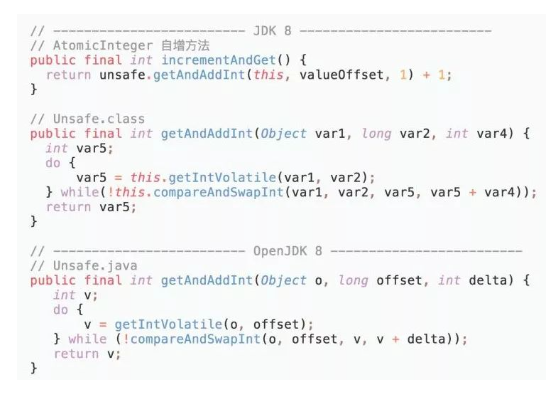 // ------------------------- JDK 8 -------------------------
// AtomicInteger 自增方法
public final int incrementAndGet() {
  return unsafe.getAndAddInt(this, valueOffset, 1) + 1;
}
// Unsafe.class
public final int getAndAddInt(Object var1, long var2, int var4) {
  int var5;
  do {
      var5 = this.getIntVolatile(var1, var2);
  } while(!this.compareAndSwapInt(var1, var2, var5, var5 + var4));
  return var5;
}
// ------------------------- OpenJDK 8 -------------------------
// Unsafe.java
public final int getAndAddInt(Object o, long offset, int delta) {
   int v;
   do {
       v = getIntVolatile(o, offset);
   } while (!compareAndSwapInt(o, offset, v, v + delta));
   return v;
}